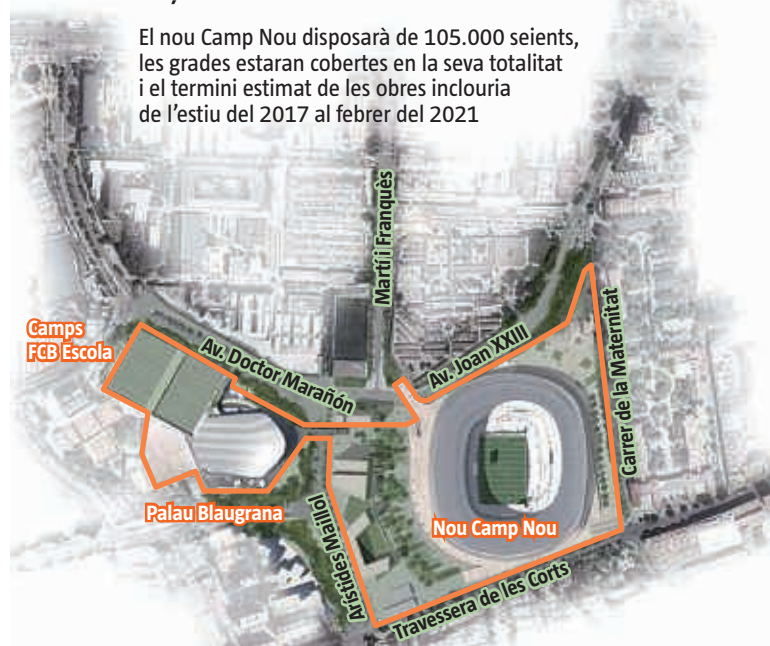 El nou Camp Nou disposarà de 105.000 seients,
les grades estaran cobertes en la seva totalitat
i el termini estimat de les obres inclouria
de l'estiu del 2017 al febrer del 2021
Martí i Franquès
Camps
FCB Escola
Av. Doctor Marañón
Av. Joan XXIII
Carrer de la Maternitat
Palau Blaugrana
Nou Camp Nou
Arístides Maillol
Travessera de les Corts